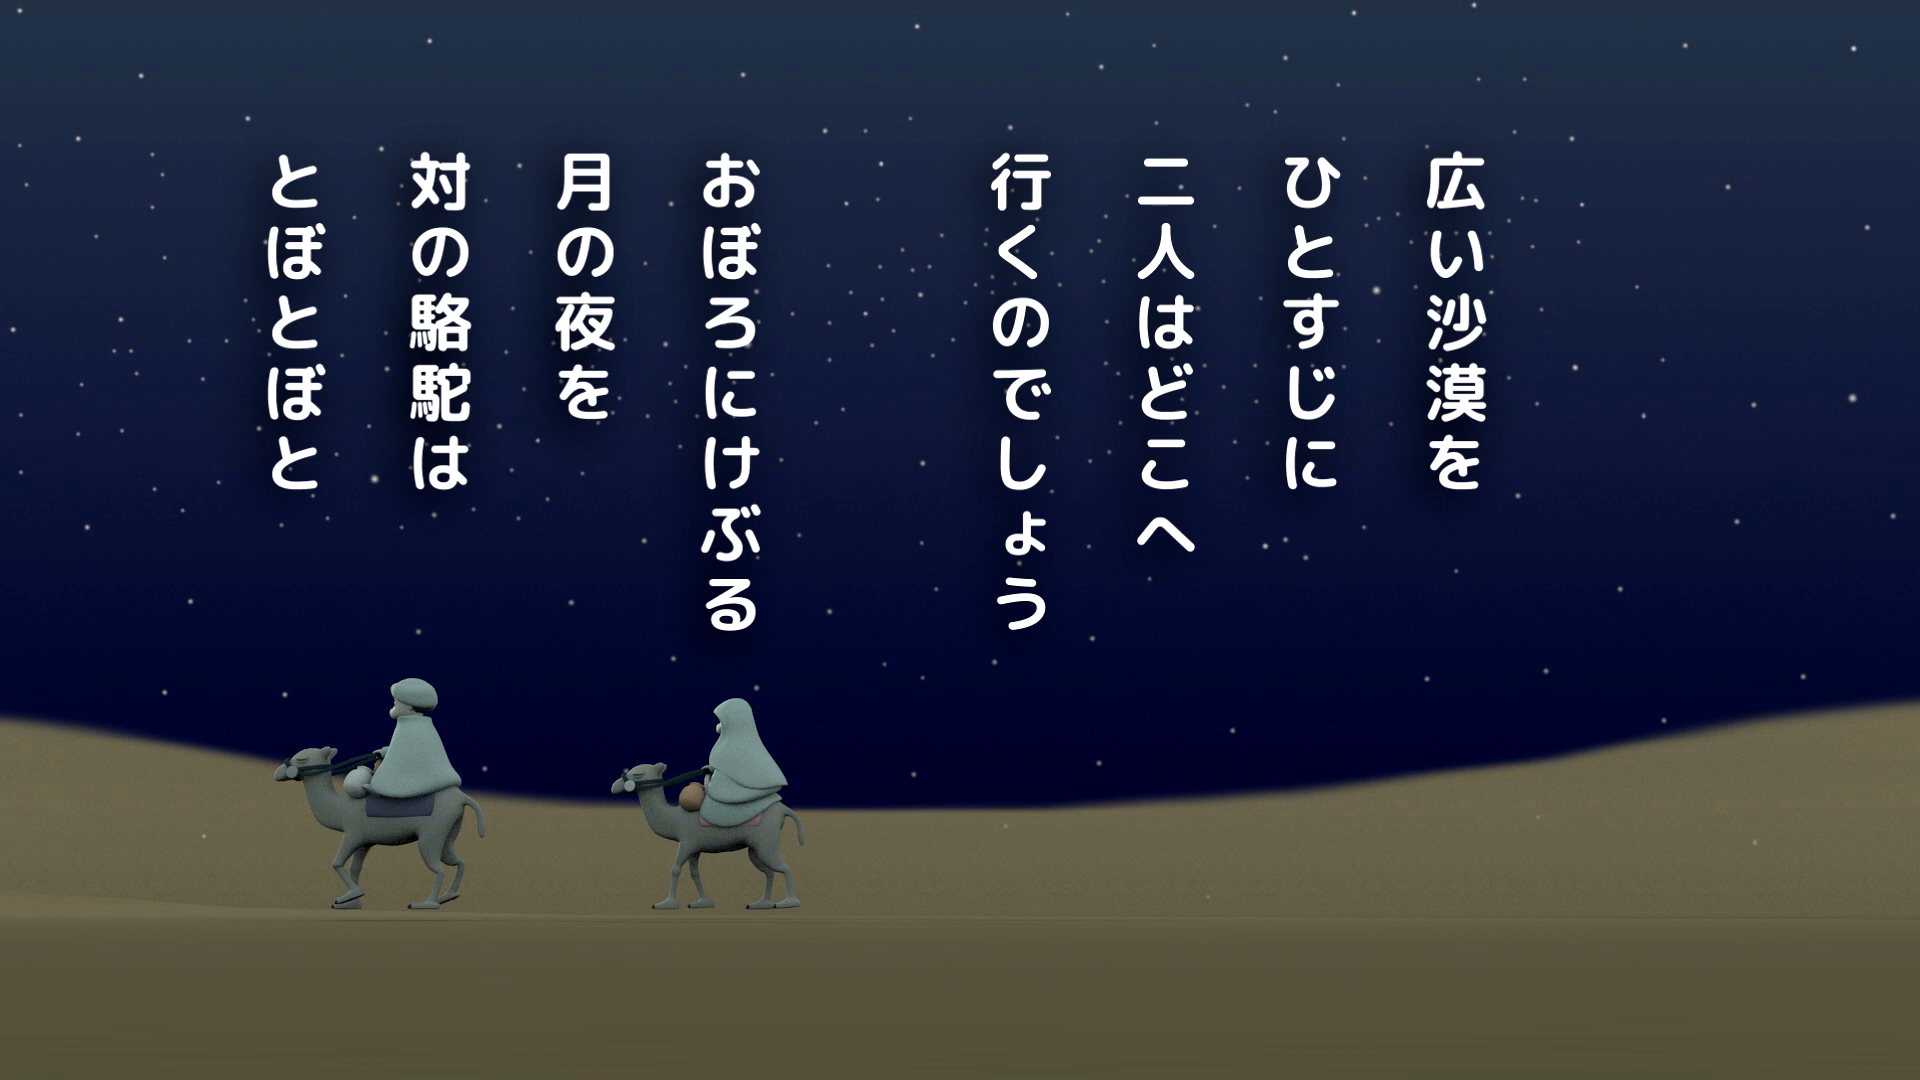 広い沙漠を
ひとすじに
二人はどこへ
行くのでしょう
おぼろにけぶる
月の夜を
対の駱駝は
とぼとぼと